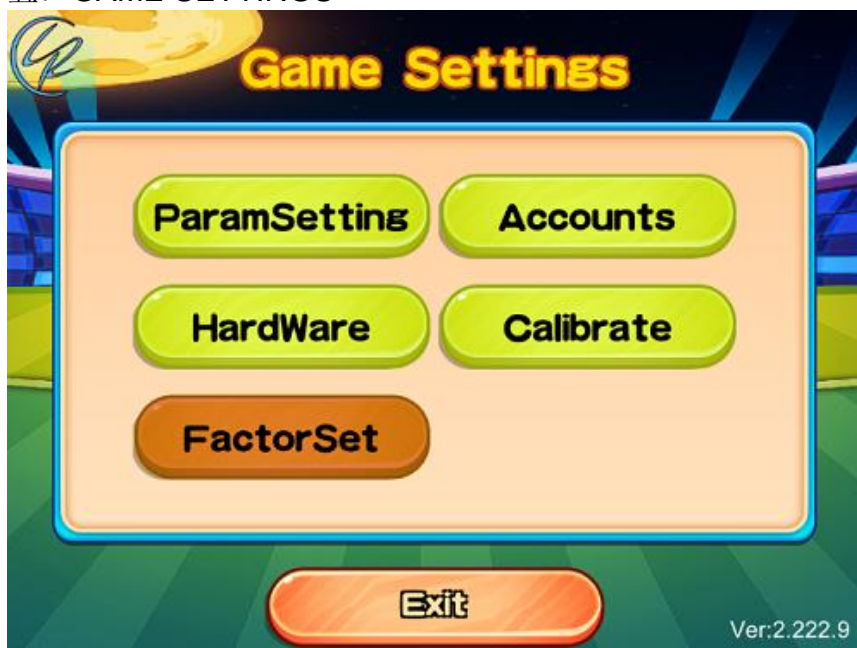 Game Settings
ParamSetting
Accounts
HardWare
Calibrate
FactorSet
Exit
Ver:2.222.9